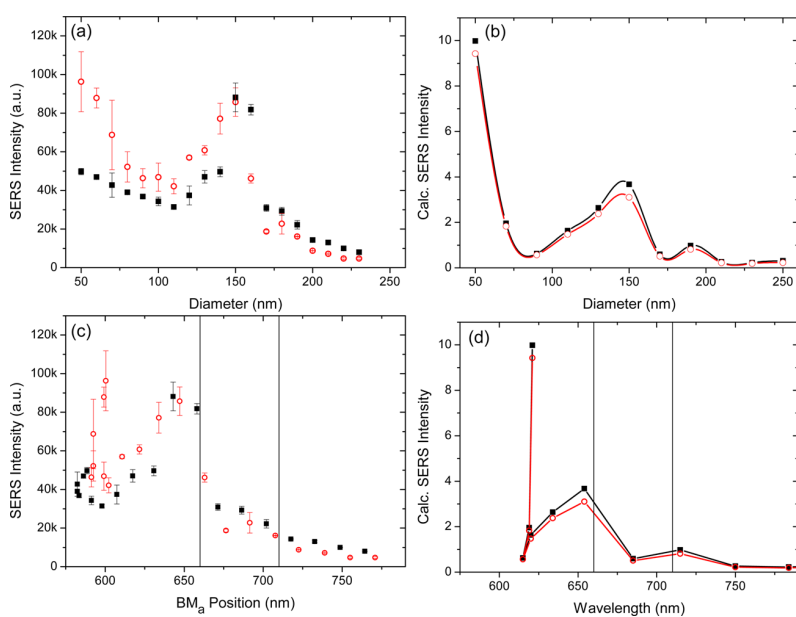 (a)
SERS Intensity (a.u.)
120k
100k
80k
60k
40k
20k
0
50 100 150 200 250
Diameter (nm)
(b)
Calc. SERS Intensity
10
8
6
4
2
0
50 100 150 200 250
Diameter (nm)
(c)
SERS Intensity (a.u.)
120k
100k
80k
60k
40k
20k
0
600 650 700 750
BMa Position (nm)
(d)
Calc. SERS Intensity
10
8
6
4
2
0
600 650 700 750
Wavelength (nm)